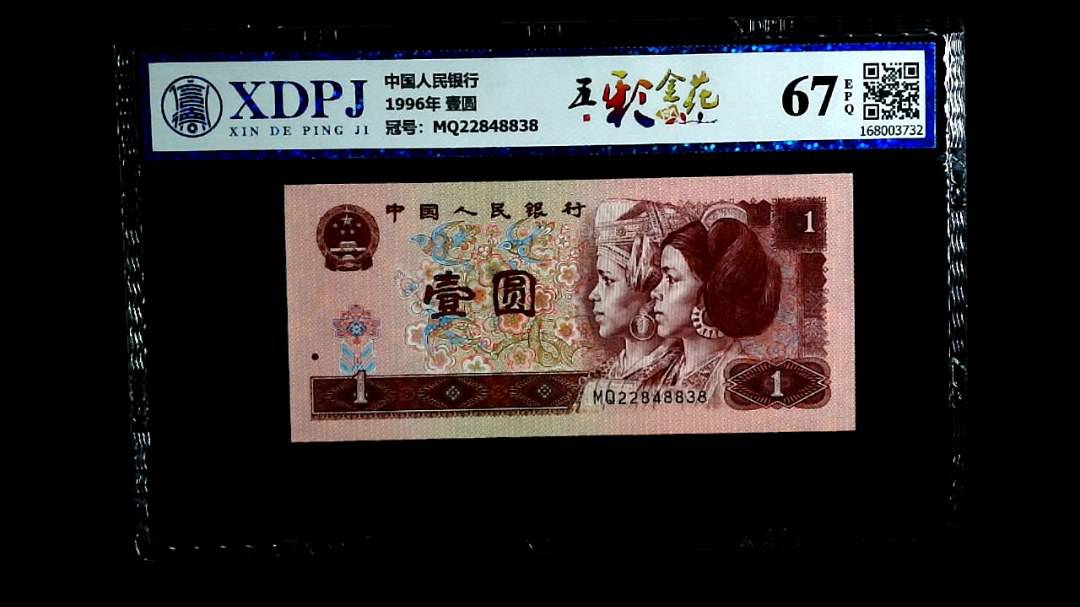 XDPJ
XIN DE PING JI
中国人民银行
1996年 壹圆
冠号：MQ22848838
五彩金花
67
EPQ
168003732
中国人民银行
1
壹圆
1
MQ22848838
1